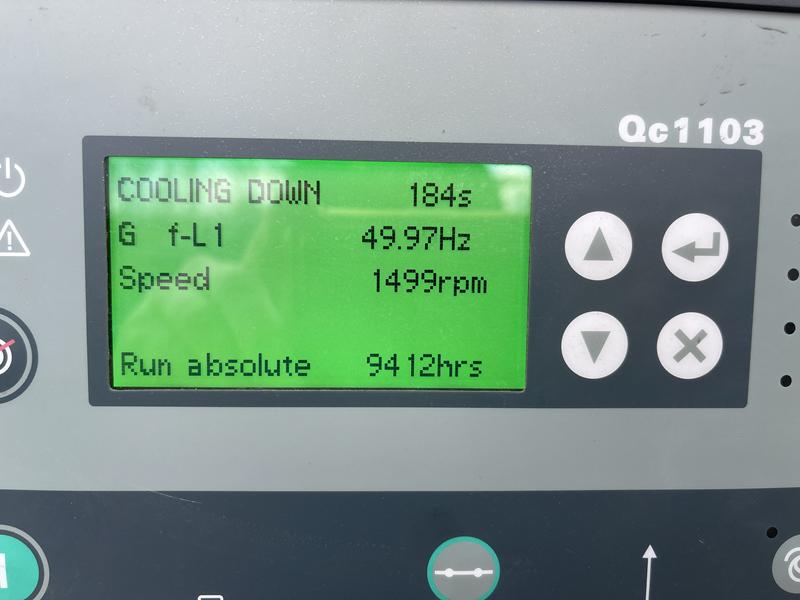 Qc1103
COOLING DOWN 184s
G f-L1 49.97Hz
Speed 1499rpm
Run absolute 9412hrs